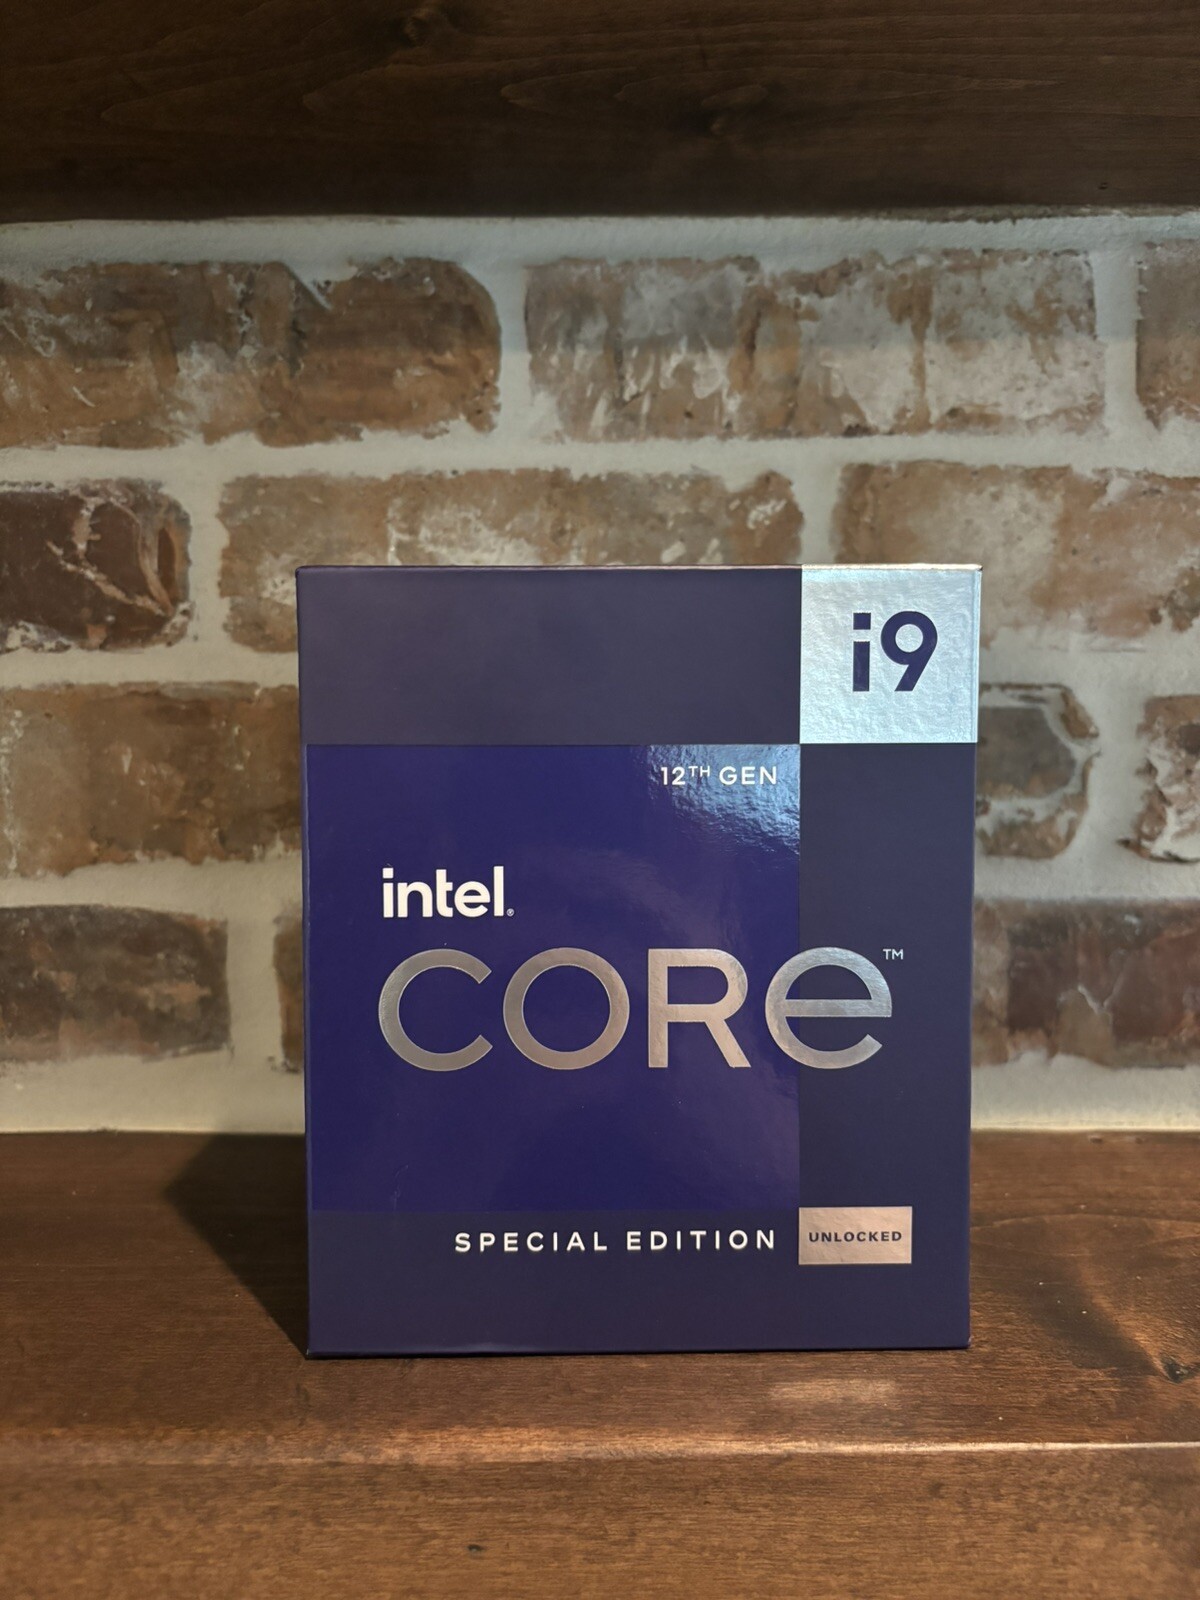 i9
12TH GEN
intel®
CORe™
SPECIAL EDITION
UNLOCKED